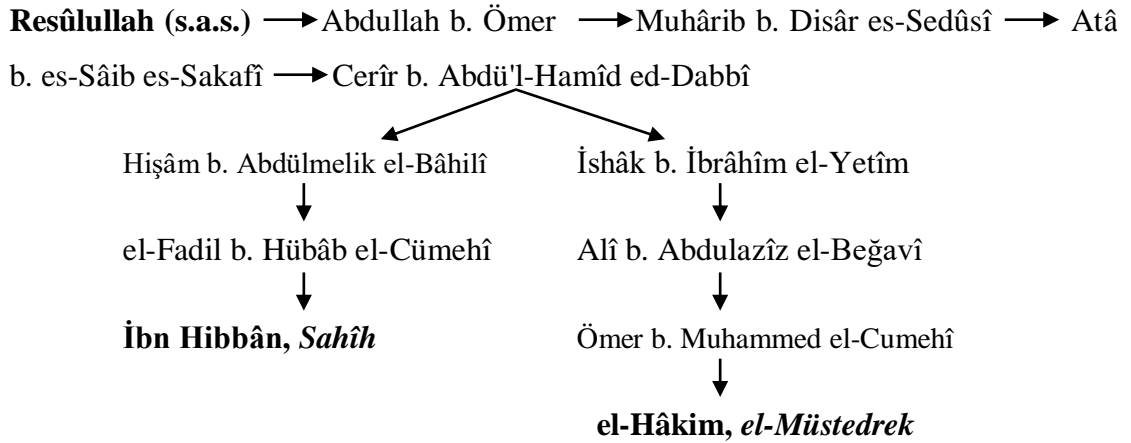 Resûlullah (s.a.s.) Abdullah b. Ömer Muhârib b. Disâr es-Sedûsî Atâ
b. es-Sâib es-Sakafî Cerîr b. Abdü'l-Hamîd ed-Dabbî
Hişâm b. Abdülmelik el-Bâhilî İshâk b. İbrâhîm el-Yetîm
el-Fadil b. Hübâb el-Cümehî Alî b. Abdulazîz el-Beğavî
İbn Hibbân, Sahîh Ömer b. Muhammed el-Cumehî
el-Hâkim, el-Müstedrek